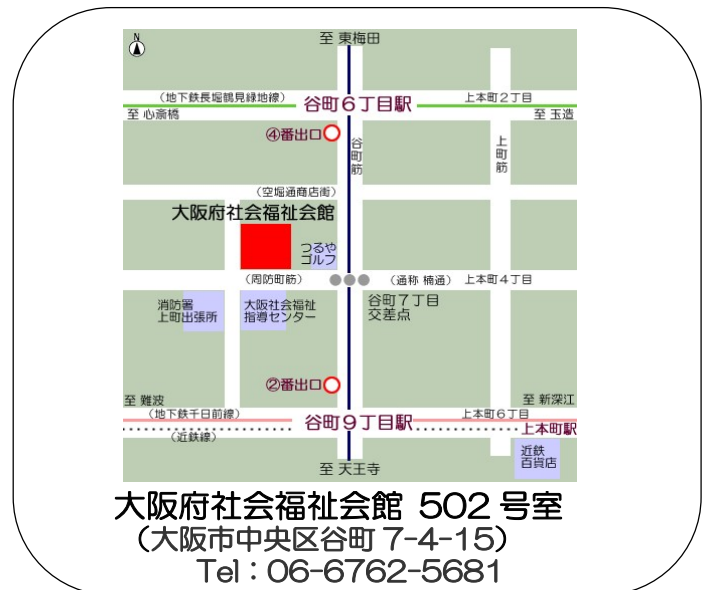 N
至 東梅田
(地下鉄長堀鶴見緑地線)
谷町6丁目駅
上本町2丁目
至 心斎橋
至 玉造
④番出口
谷町筋
上町筋
(空堀通商店街)
大阪府社会福祉会館
つるや
ゴルフ
(周防町筋)
(通称 楠通)
上本町4丁目
消防署
上町出張所
大阪社会福祉
指導センター
谷町7丁目
交差点
②番出口
至 難波
至 新深江
(地下鉄千日前線)
谷町9丁目駅
上本町6丁目
(近鉄線)
上本町駅
近鉄
百貨店
至 天王寺
大阪府社会福祉会館 502号室
(大阪市中央区谷町 7-4-15)
Tel:06-6762-5681